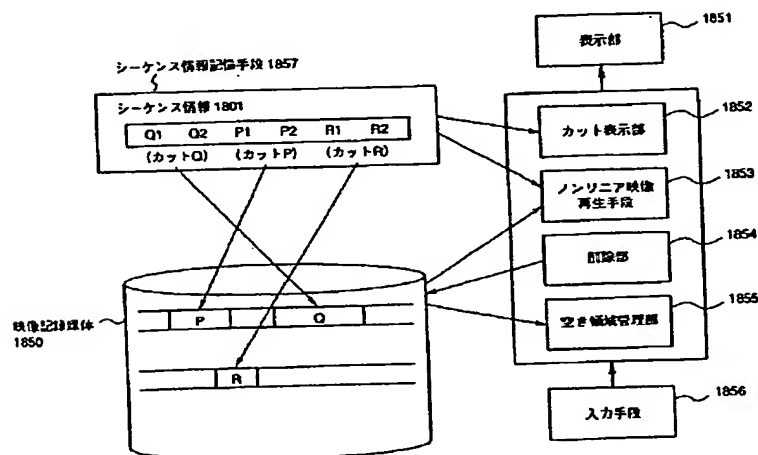 シーケンス情報記憶手段 1857
シーケンス情報 1801
Q1 Q2 P1 P2 R1 R2
(カットQ) (カットP) (カットR)
映像記録媒体
1850
P Q
R
1851
表示部
1852
カット表示部
1853
ノンリニア映像
再生手段
1854
削除部
1855
空き領域管理部
1856
入力手段